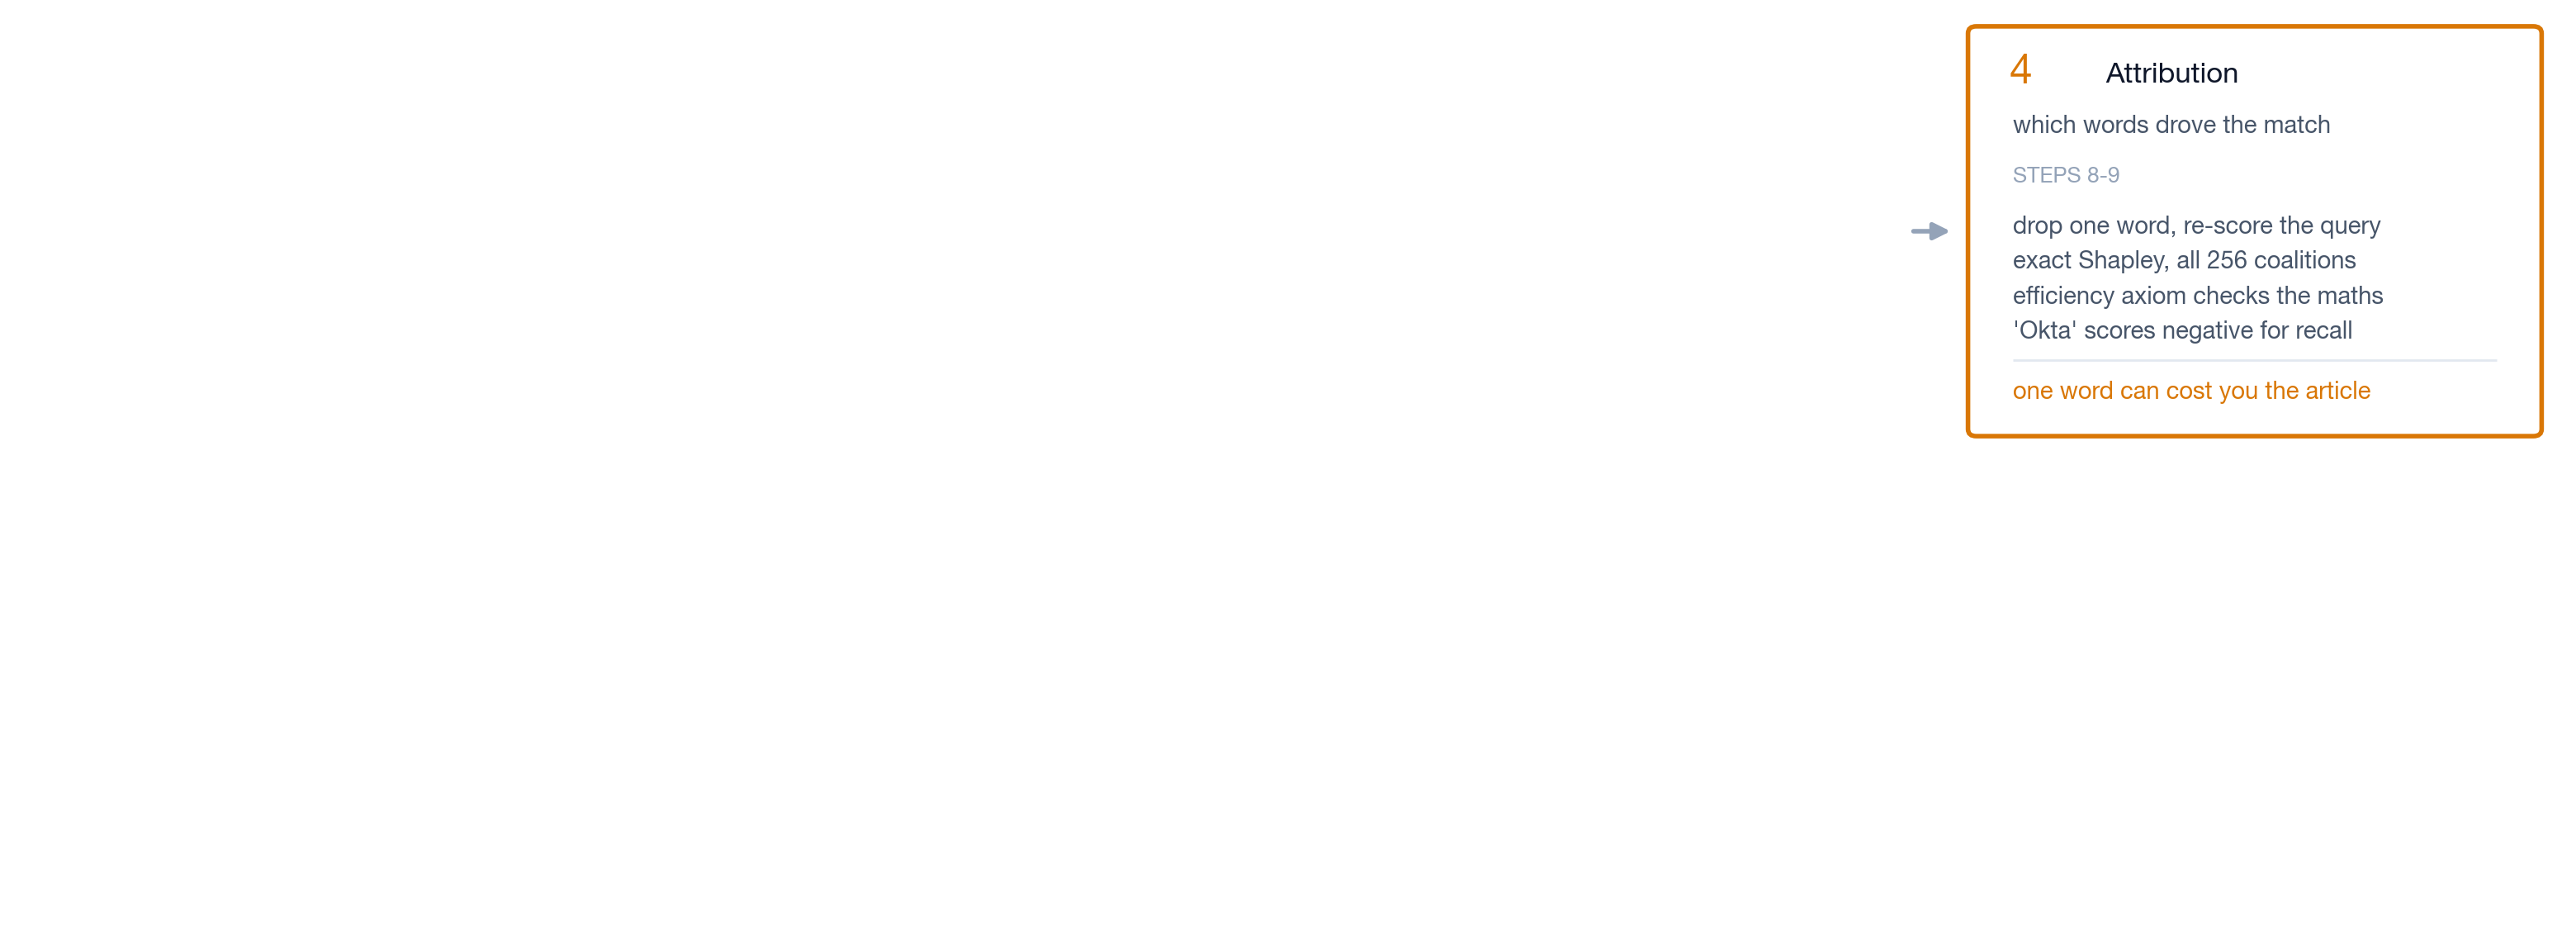 4 Attribution
which words drove the match
STEPS 8-9
drop one word, re-score the query
exact Shapley, all 256 coalitions
efficiency axiom checks the maths
'Okta' scores negative for recall
one word can cost you the article